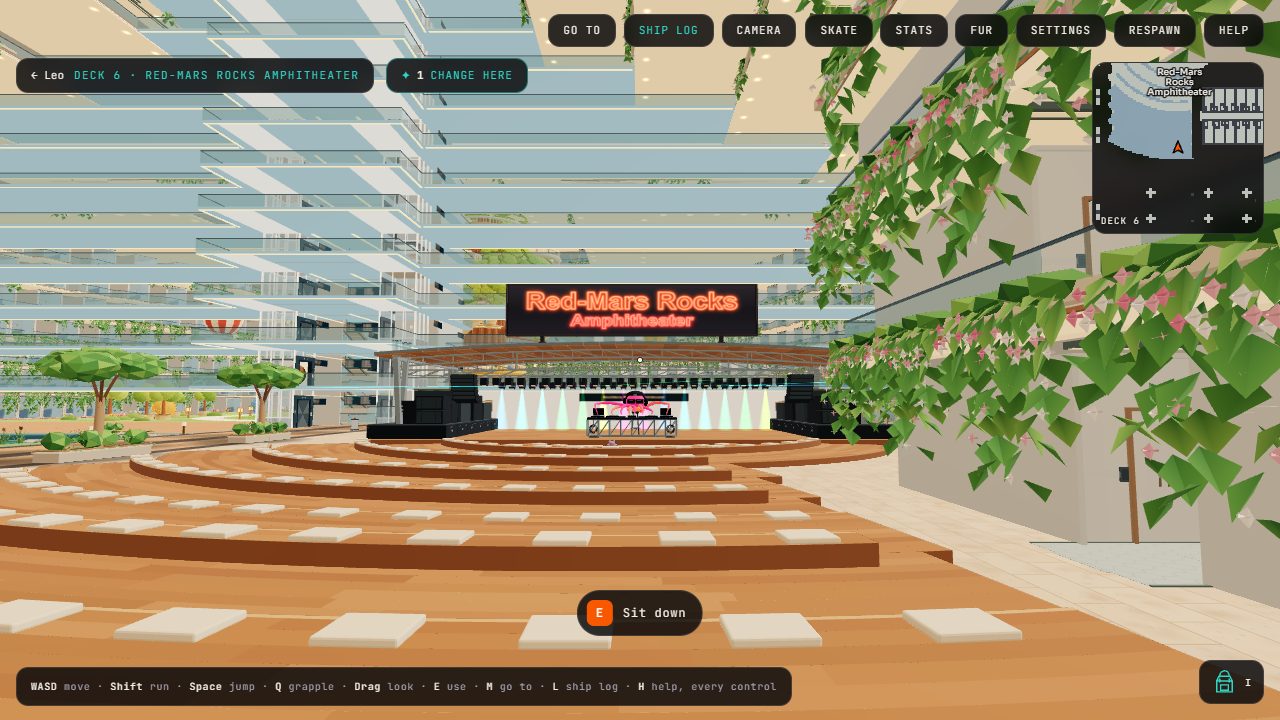 GO TO
SHIP LOG
CAMERA
SKATE
STATS
FUR
SETTINGS
RESPAWN
HELP
← Leo DECK 6 · RED-MARS ROCKS AMPHITHEATER
✦ 1 CHANGE HERE
Red-Mars
Rocks
Amphitheater
DECK 6
Red-Mars Rocks
Amphitheater
E Sit down
WASD move · Shift run · Space jump · Q grapple · Drag look · E use · M go to · L ship log · H help, every control
I